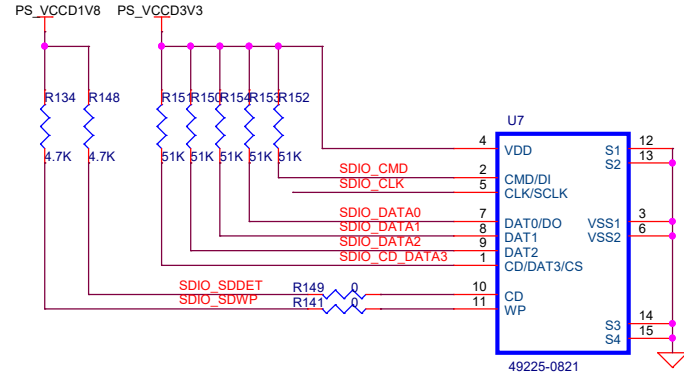 PS_VCCD1V8 PS_VCCD3V3
R134 R148 R151 R150 R154 R153 R152
4.7K 4.7K 51K 51K 51K 51K 51K
U7
4 VDD S1 12
S2 13
SDIO_CMD 2 CMD/DI
SDIO_CLK 5 CLK/SCLK
SDIO_DATA0 7 DAT0/DO VSS1 3
SDIO_DATA1 8 DAT1 VSS2 6
SDIO_DATA2 9 DAT2
SDIO_CD_DATA3 1 CD/DAT3/CS
SDIO_SDDET R149 0 10 CD
SDIO_SDWP R141 0 11 WP
S3 14
S4 15
49225-0821